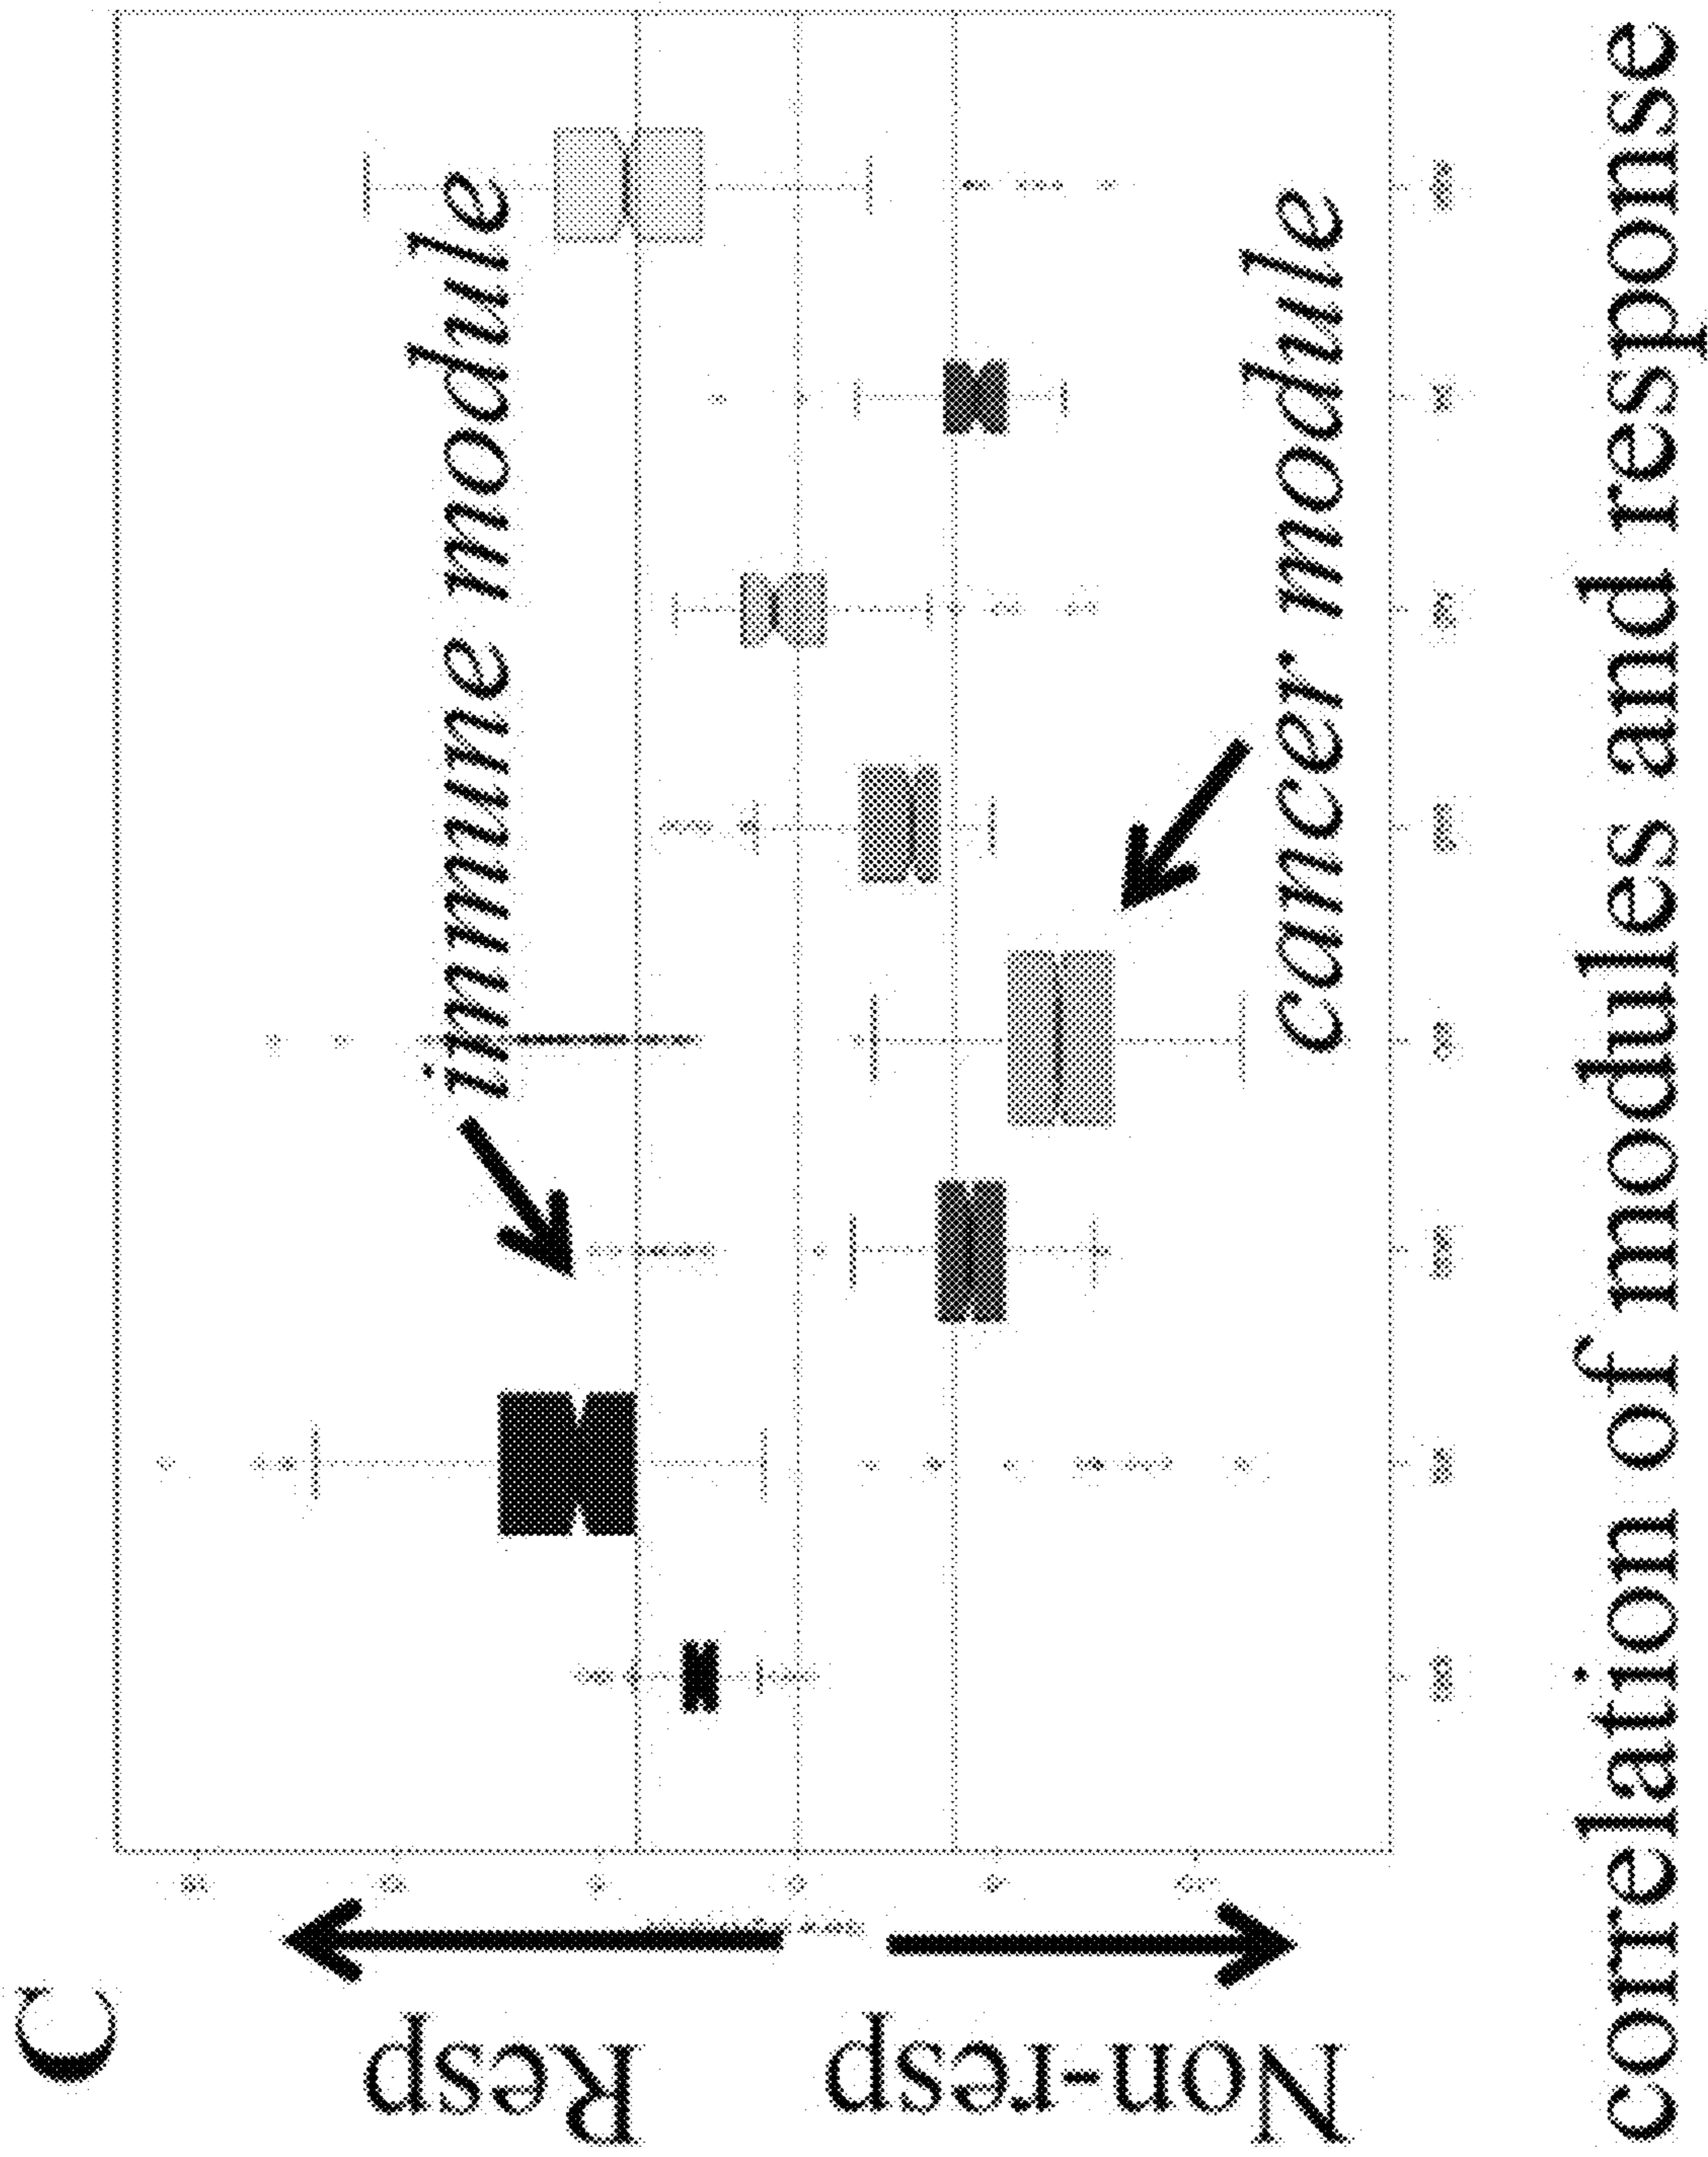 C
Resp
Non-resp
immune module
cancer module
correlation of modules and response